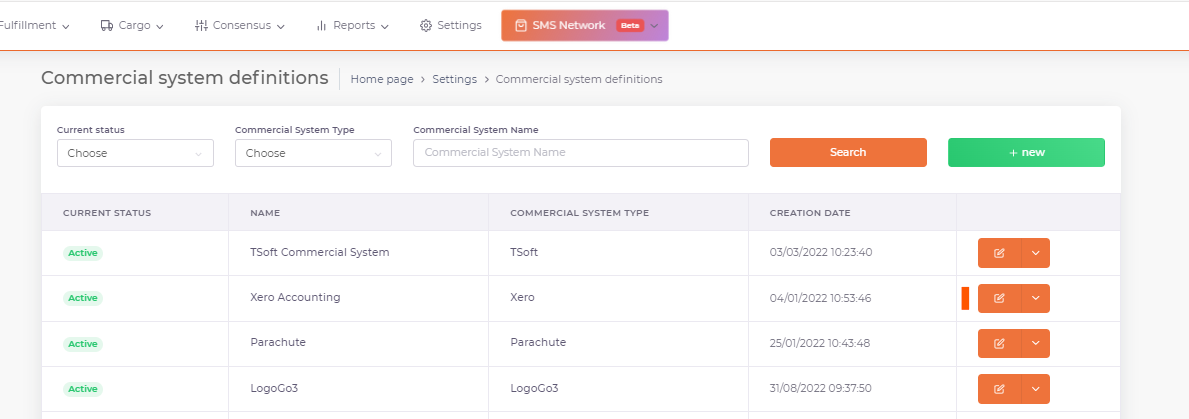 Fulfillment Cargo Consensus Reports Settings SMS Network Beta
Commercial system definitions Home page > Settings > Commercial system definitions
Current status Commercial System Type Commercial System Name
Choose Choose Commercial System Name Search + new
CURRENT STATUS NAME COMMERCIAL SYSTEM TYPE CREATION DATE
Active TSoft Commercial System TSoft 03/03/2022 10:23:40
Active Xero Accounting Xero 04/01/2022 10:53:46
Active Parachute Parachute 25/01/2022 10:43:48
Active LogoGo3 LogoGo3 31/08/2022 09:37:50